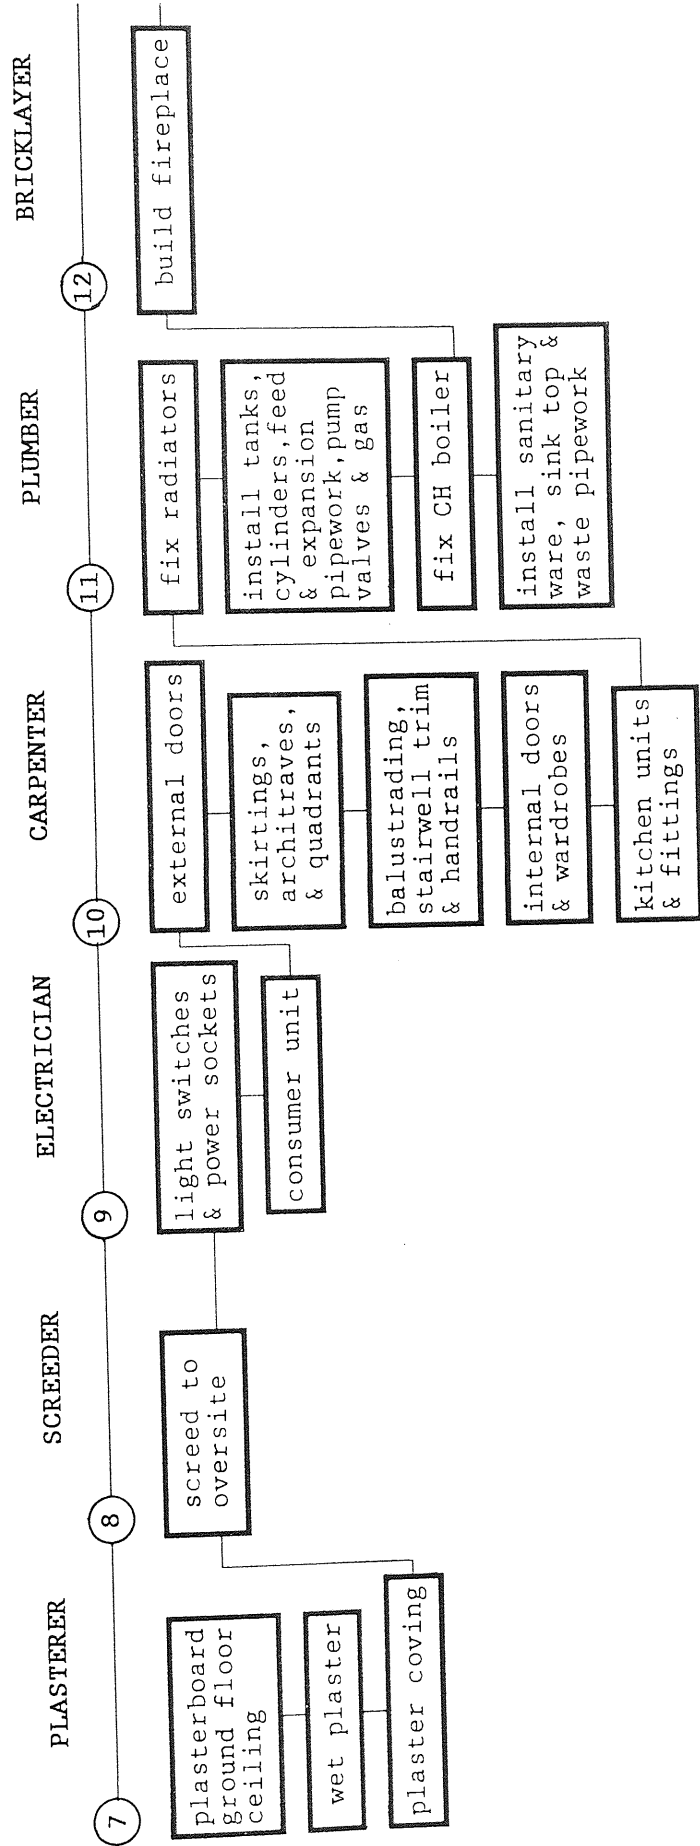 PLASTERER
SCREEDER
ELECTRICIAN
CARPENTER
PLUMBER
BRICKLAYER
7
8
9
10
11
12
plasterboard
ground floor
ceiling
wet plaster
plaster coving
screed to
oversite
light switches
& power sockets
consumer unit
external doors
skirtings,
architraves,
& quadrants
balustrading,
stairwell trim
& handrails
internal doors
& wardrobes
kitchen units
& fittings
fix radiators
install tanks,
cylinders,feed
& expansion
pipework,pump
valves & gas
fix CH boiler
install sanitary
ware, sink top &
waste pipework
build fireplace